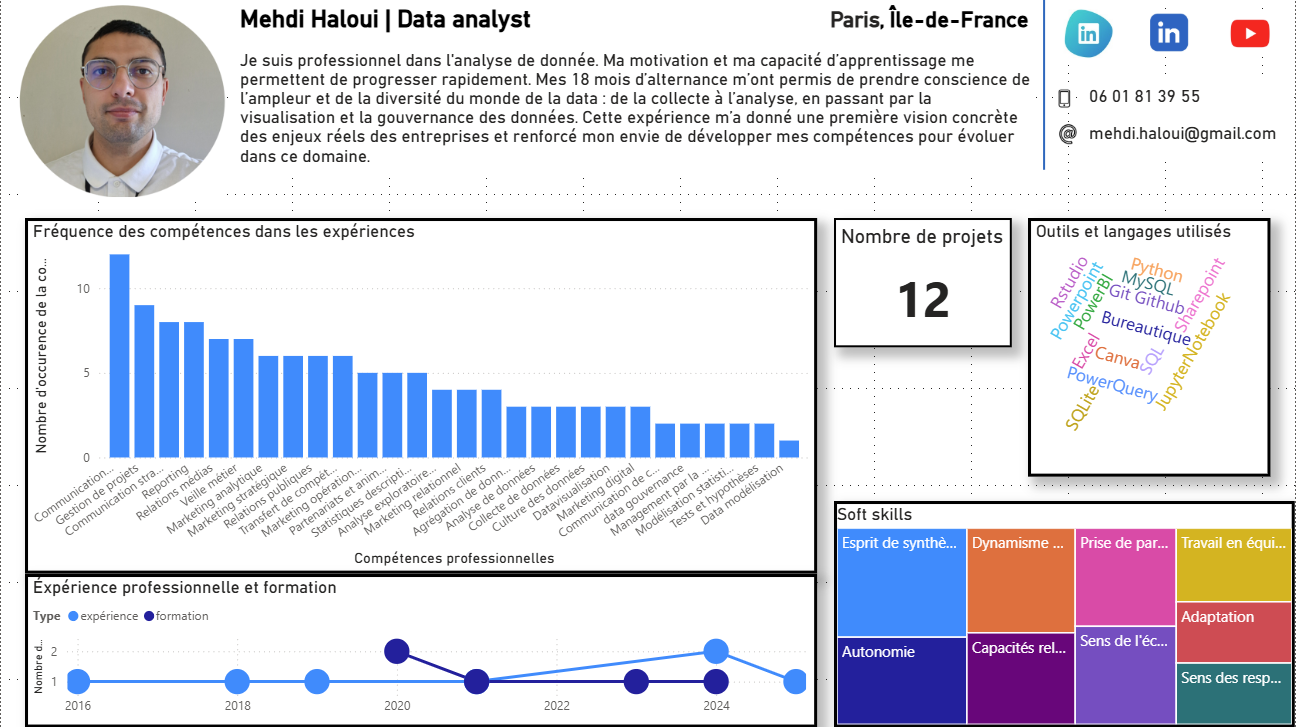 Mehdi Haloui | Data analyst
Paris, Île-de-France
Je suis professionnel dans l'analyse de donnée. Ma motivation et ma capacité d'apprentissage me
permettent de progresser rapidement. Mes 18 mois d'alternance m'ont permis de prendre conscience de
l'ampleur et de la diversité du monde de la data : de la collecte à l'analyse, en passant par la
visualisation et la gouvernance des données. Cette expérience m'a donné une première vision concrète
des enjeux réels des entreprises et renforcé mon envie de développer mes compétences pour évoluer
dans ce domaine.
in
in
06 01 81 39 55
@ mehdi.haloui@gmail.com
Fréquence des compétences dans les expériences
Nombre d'occurence de la co...
10
5
0
Communication...
Gestion de projets
Communication stra...
Reporting
Relations médias
Veille métier
Marketing analytique
Marketing stratégique
Relations publiques
Transfert de compét...
Marketing opération...
Partenariats et anim...
Statistiques descripti...
Analyse exploratoire...
Marketing relationnel
Relations clients
Agrégation de donn...
Analyse de données
Collecte de données
Culture des données
Datavisualisation
Marketing digital
Communication de c...
data gouvernance
Management par la ...
Modélisation statisti...
Tests et hypothèses
Data modélisation
Compétences professionnelles
Nombre de projets
12
Outils et langages utilisés
Rstudio
Powerpoint
PowerBI
Python
MySQL
Git Github
Sharepoint
Bureautique
Excel
Canva
SQL
JupyterNotebook
PowerQuery
SQLite
Éxpérience professionnelle et formation
Type expérience formation
Nombre d...
2
1
2016
2018
2020
2022
2024
Soft skills
Esprit de synthè...
Dynamisme ...
Prise de par...
Travail en équi...
Adaptation
Autonomie
Capacités rel...
Sens de l'éc...
Sens des resp...